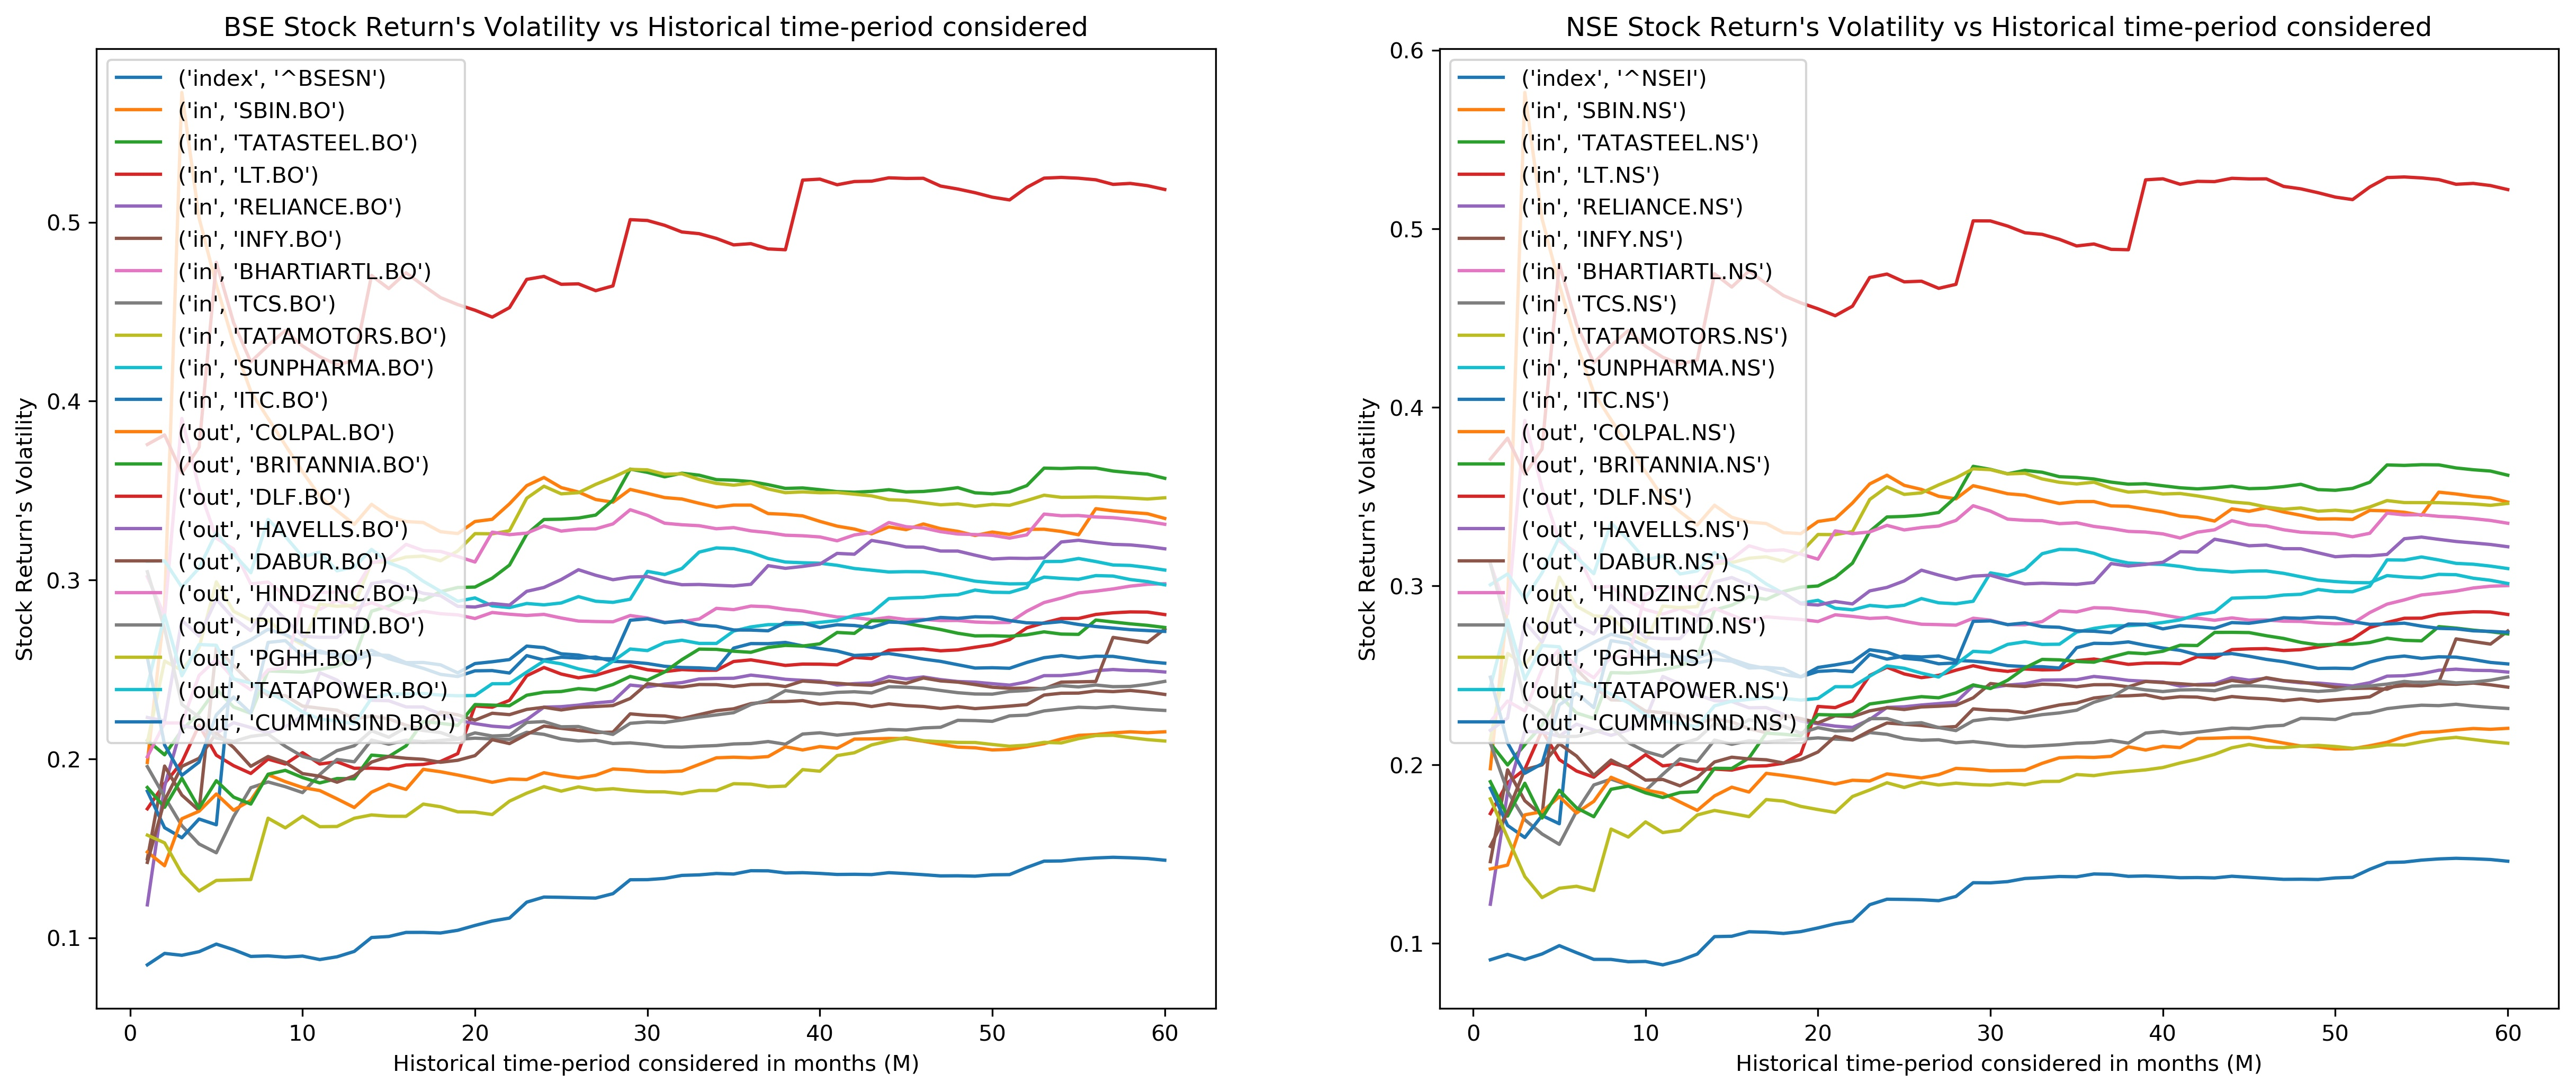 BSE Stock Return's Volatility vs Historical time-period considered
Stock Return's Volatility
0.5
0.4
0.3
0.2
0.1
('index', '^BSESN')
('in', 'SBIN.BO')
('in', 'TATASTEEL.BO')
('in', 'LT.BO')
('in', 'RELIANCE.BO')
('in', 'INFY.BO')
('in', 'BHARTIARTL.BO')
('in', 'TCS.BO')
('in', 'TATAMOTORS.BO')
('in', 'SUNPHARMA.BO')
('in', 'ITC.BO')
('out', 'COLPAL.BO')
('out', 'BRITANNIA.BO')
('out', 'DLF.BO')
('out', 'HAVELLS.BO')
('out', 'DABUR.BO')
('out', 'HINDZINC.BO')
('out', 'PIDILITIND.BO')
('out', 'PGHH.BO')
('out', 'TATAPOWER.BO')
('out', 'CUMMINSIND.BO')
0 10 20 30 40 50 60
Historical time-period considered in months (M)
NSE Stock Return's Volatility vs Historical time-period considered
Stock Return's Volatility
0.6
0.5
0.4
0.3
0.2
0.1
('index', '^NSEI')
('in', 'SBIN.NS')
('in', 'TATASTEEL.NS')
('in', 'LT.NS')
('in', 'RELIANCE.NS')
('in', 'INFY.NS')
('in', 'BHARTIARTL.NS')
('in', 'TCS.NS')
('in', 'TATAMOTORS.NS')
('in', 'SUNPHARMA.NS')
('in', 'ITC.NS')
('out', 'COLPAL.NS')
('out', 'BRITANNIA.NS')
('out', 'DLF.NS')
('out', 'HAVELLS.NS')
('out', 'DABUR.NS')
('out', 'HINDZINC.NS')
('out', 'PIDILITIND.NS')
('out', 'PGHH.NS')
('out', 'TATAPOWER.NS')
('out', 'CUMMINSIND.NS')
0 10 20 30 40 50 60
Historical time-period considered in months (M)